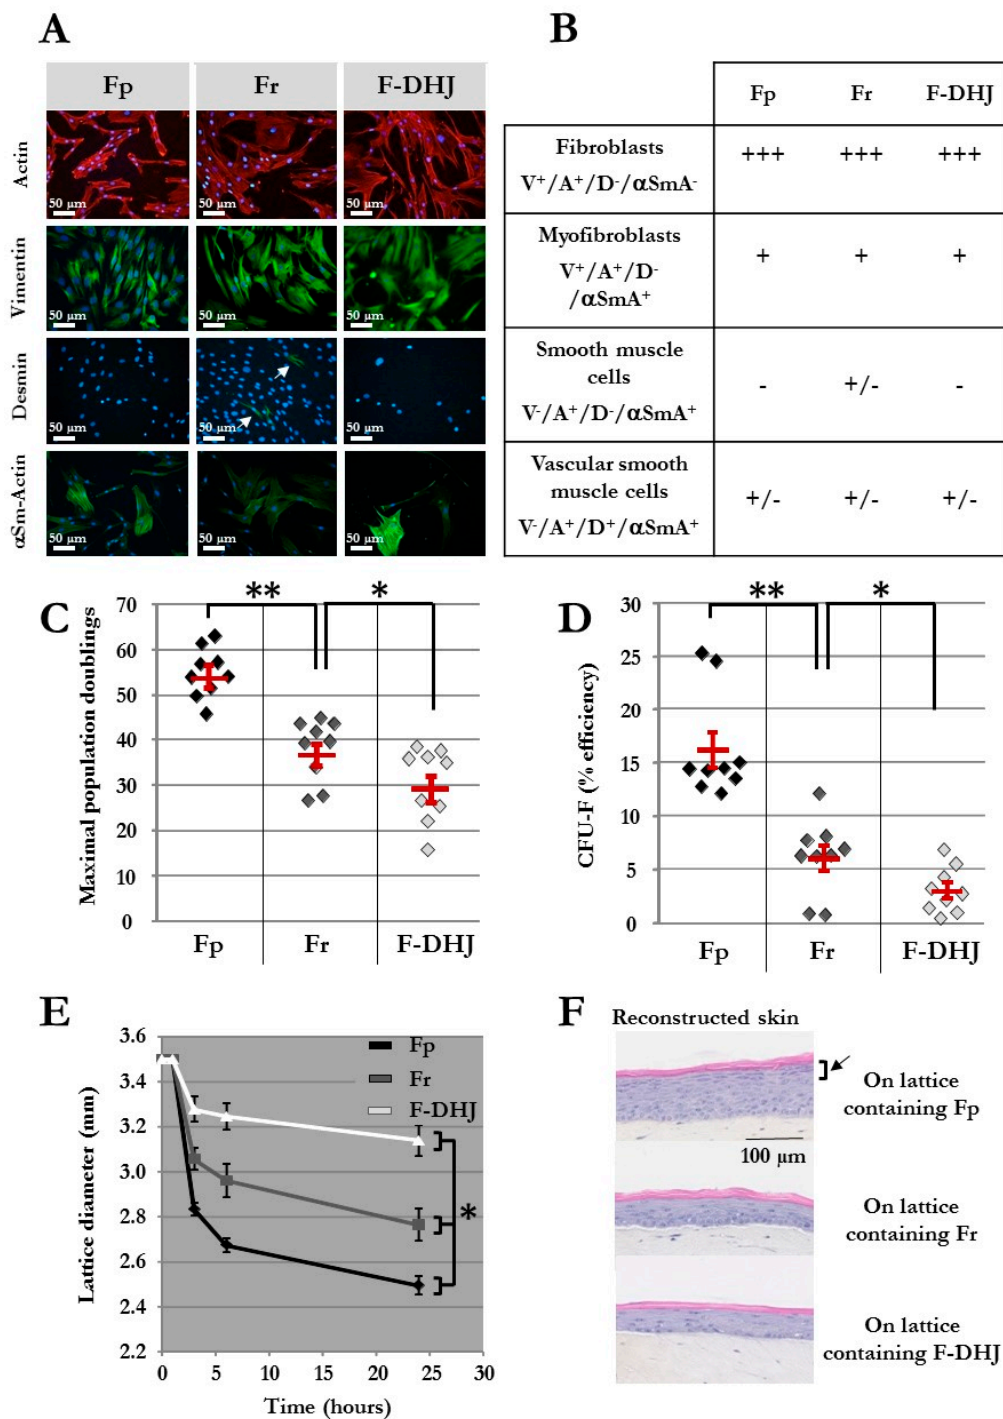 A
Fp Fr F-DHJ
Actin
50 µm 50 µm 50 µm
Vimentin
50 µm 50 µm 50 µm
Desmin
50 µm 50 µm 50 µm
αSm-Actin
50 µm 50 µm 50 µm
B
Fp Fr F-DHJ
Fibroblasts
V+/A+/D-/αSmA-
+++ +++ +++
Myofibroblasts
V+/A+/D-
/αSmA+
+ + +
Smooth muscle
cells
V-/A+/D-/αSmA+
- +/- -
Vascular smooth
muscle cells
V-/A+/D+/αSmA+
+/- +/- +/-
C
** *
Maximal population doublings
70
60
50
40
30
20
10
0
Fp Fr F-DHJ
D
** *
CFU-F (% efficiency)
30
25
20
15
10
5
0
Fp Fr F-DHJ
E
Lattice diameter (mm)
3.6
3.4
3.2
3.0
2.8
2.6
2.4
2.2
Fp
Fr
F-DHJ
*
0 5 10 15 20 25 30
Time (hours)
F
Reconstructed skin
On lattice
containing Fp
100 µm
On lattice
containing Fr
On lattice
containing F-DHJ